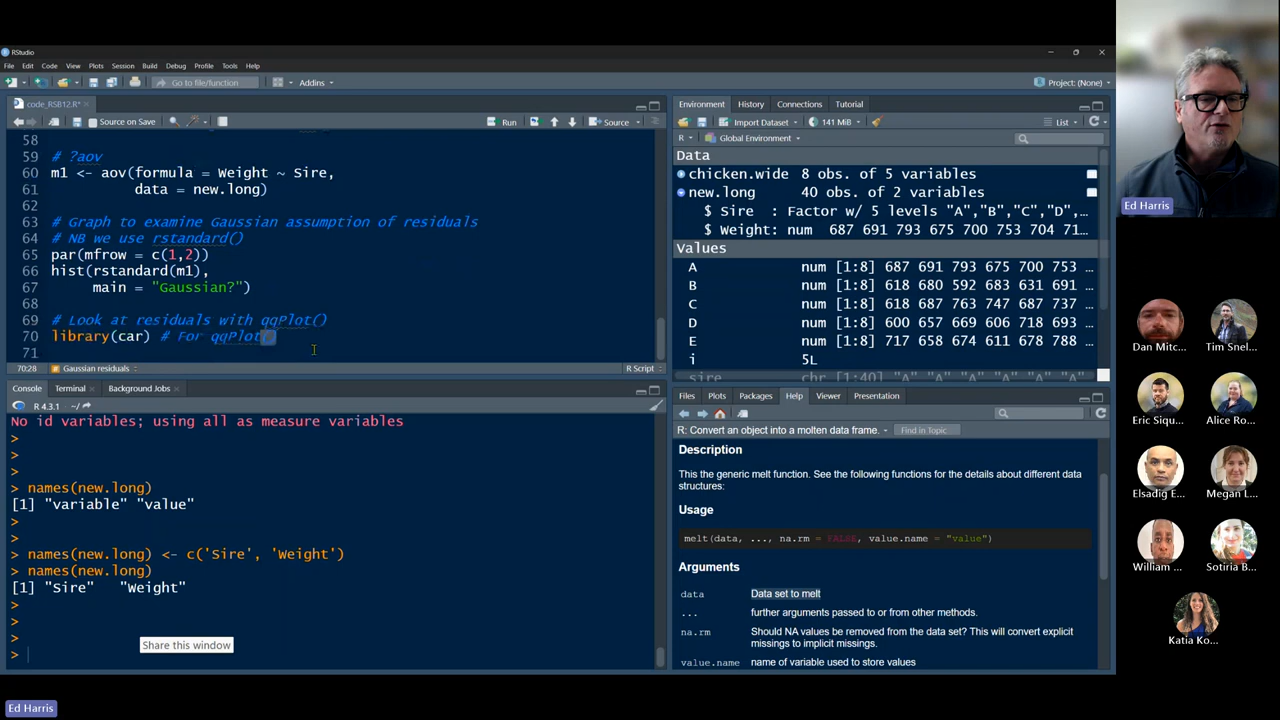 RStudio
File Edit Code View Plots Session Build Debug Profile Tools Help
Go to file/function
Addins
Project: (None)
code_RSB12.R*
Source on Save
Run
Source
58
59 # ?aov
60 m1 <- aov(formula = Weight ~ Sire,
61 data = new.long)
62
63 # Graph to examine Gaussian assumption of residuals
64 # NB we use rstandard()
65 par(mfrow = c(1,2))
66 hist(rstandard(m1),
67 main = "Gaussian?")
68
69 # Look at residuals with qqPlot()
70 library(car) # For qqPlot()
71
70:28 Gaussian residuals R Script
Console Terminal Background Jobs
R 4.3.1 · ~/
No id variables; using all as measure variables
>
>
>
> names(new.long)
[1] "variable" "value"
>
>
> names(new.long) <- c('Sire', 'Weight')
> names(new.long)
[1] "Sire" "Weight"
>
>
>
>
Share this window
Environment History Connections Tutorial
Import Dataset 141 MiB List
R Global Environment
Data
chicken.wide 8 obs. of 5 variables
new.long 40 obs. of 2 variables
$ Sire : Factor w/ 5 levels "A","B","C","D",…
$ Weight: num 687 691 793 675 700 753 704 71…
Values
A num [1:8] 687 691 793 675 700 753 …
B num [1:8] 618 680 592 683 631 691 …
C num [1:8] 618 687 763 747 687 737 …
D num [1:8] 600 657 669 606 718 693 …
E num [1:8] 717 658 674 611 678 788 …
i 5L
sire chr [1:40] "A" "A" "A" "A" …
Files Plots Packages Help Viewer Presentation
R: Convert an object into a molten data frame. Find in Topic
Description
This the generic melt function. See the following functions for the details about different data
structures:
Usage
melt(data, ..., na.rm = FALSE, value.name = "value")
Arguments
data Data set to melt
... further arguments passed to or from other methods.
na.rm Should NA values be removed from the data set? This will convert explicit
missings to implicit missings.
value.name name of variable used to store values
Ed Harris
Dan Mitc...
Tim Snel...
Eric Siqu...
Alice Ro...
Elsadig E...
Megan L...
William ...
Sotiria B...
Katia Ko...
Ed Harris